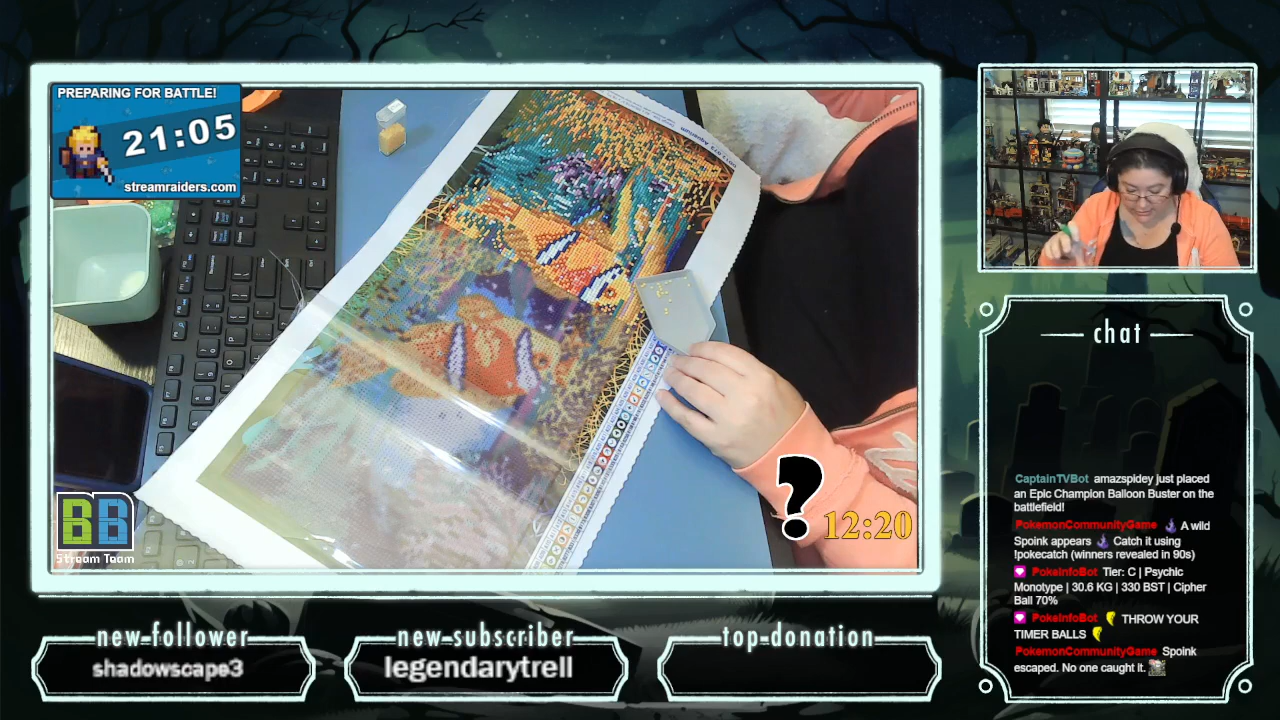 PREPARING FOR BATTLE!
21:05
streamraiders.com
BB
Stream Team
?
12:20
chat
CaptainTVBot amazspidey just placed
an Epic Champion Balloon Buster on the
battlefield!
PokemonCommunityGame A wild
Spoink appears Catch it using
!pokecatch (winners revealed in 90s)
PokeInfoBot Tier: C | Psychic
Monotype | 30.6 KG | 330 BST | Cipher
Ball 70%
PokeInfoBot THROW YOUR
TIMER BALLS
PokemonCommunityGame Spoink
escaped. No one caught it.
new follower
shadowscape3
new subscriber
legendarytrell
top donation